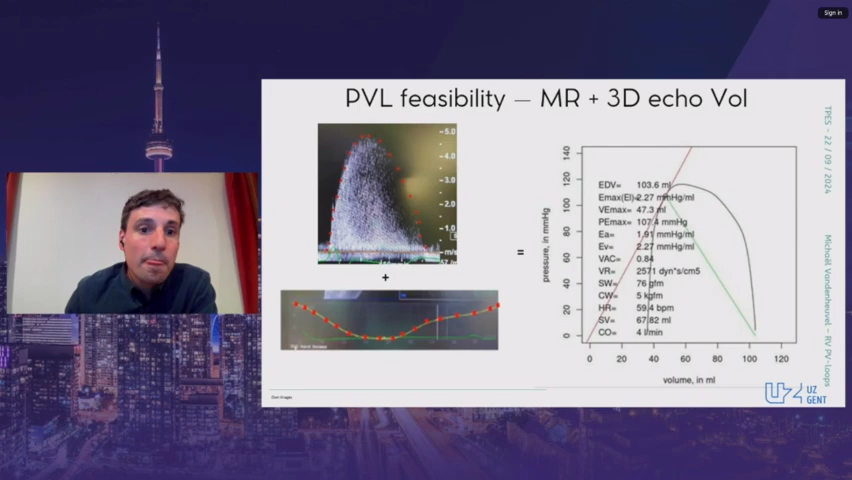 Sign in
PVL feasibility – MR + 3D echo Vol
5.0
-2.0
-1.0
m/s
+
=
140
120
100
80
60
40
20
0
pressure, in mmHg
EDV= 103.6 ml
Emax(El)=2.27 mmHg/ml
VEmax= 47.3 ml
PEmax= 107.4 mmHg
Ea= 1.91 mmHg/ml
Ev= 2.27 mmHg/ml
VAC= 0.84
VR= 2571 dyn*s/cm5
SW= 76 gfm
CW= 5 kgfm
HR= 59.4 bpm
SV= 67.82 ml
CO= 4 l/min
0 20 40 60 80 100 120
volume, in ml
TPES – 22 / 09 / 2024
Michaël Vandenheuvel – RV PV-loops
Own images
UZ
GENT